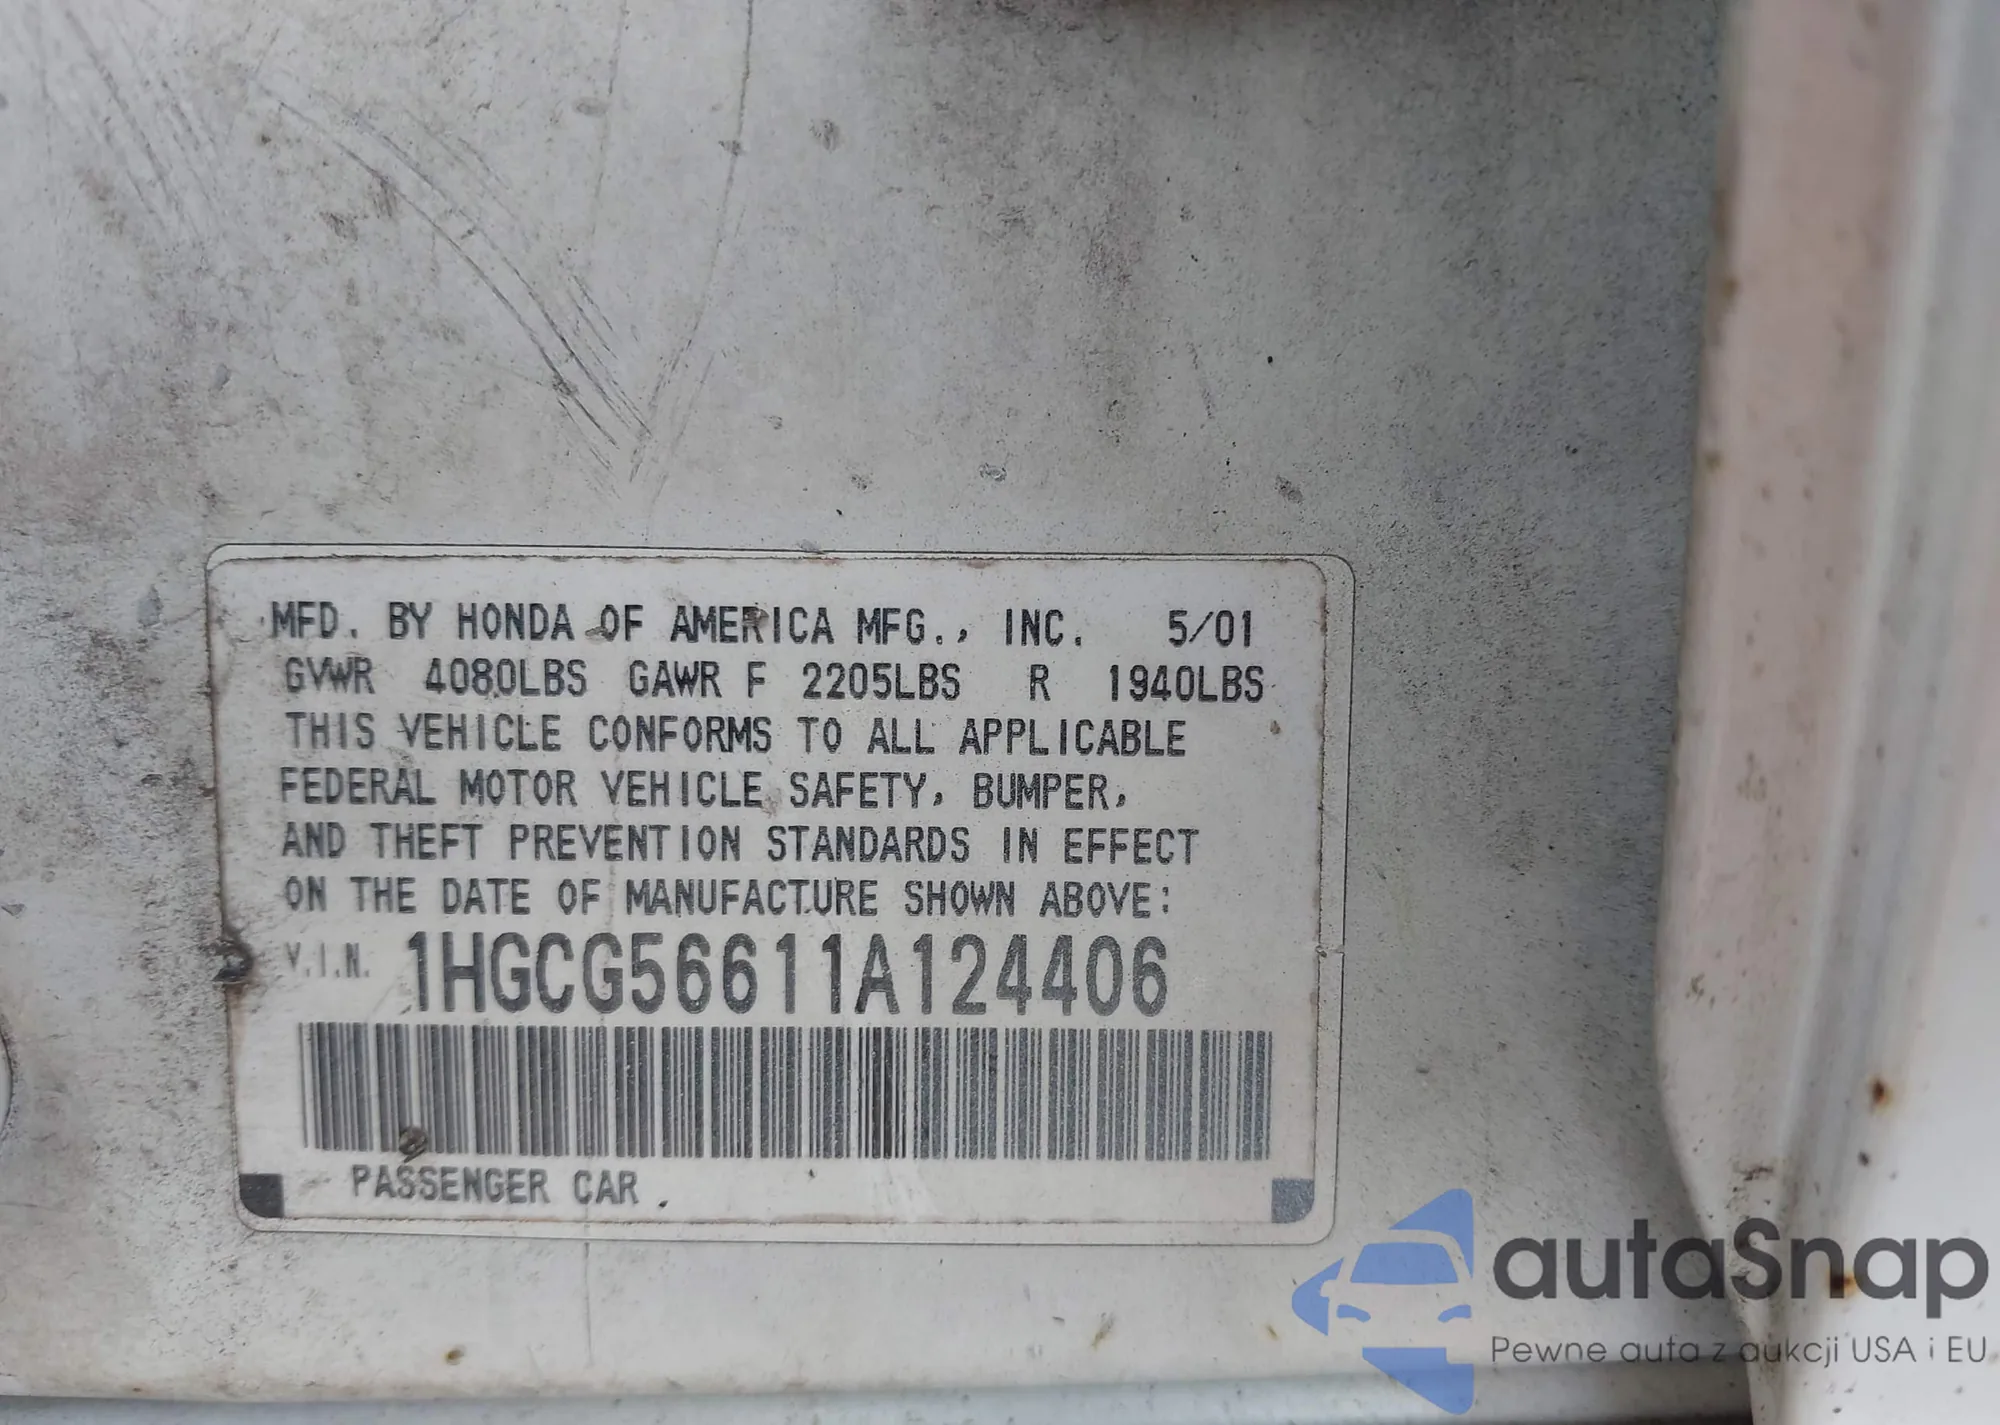 MFD. BY HONDA OF AMERICA MFG., INC. 5/01
GVWR 4080LBS GAWR F 2205LBS R 1940LBS
THIS VEHICLE CONFORMS TO ALL APPLICABLE
FEDERAL MOTOR VEHICLE SAFETY, BUMPER,
AND THEFT PREVENTION STANDARDS IN EFFECT
ON THE DATE OF MANUFACTURE SHOWN ABOVE:
V.I.N. 1HGCG56611A124406
PASSENGER CAR
autaSnap
Pewne auta z aukcji USA i EU